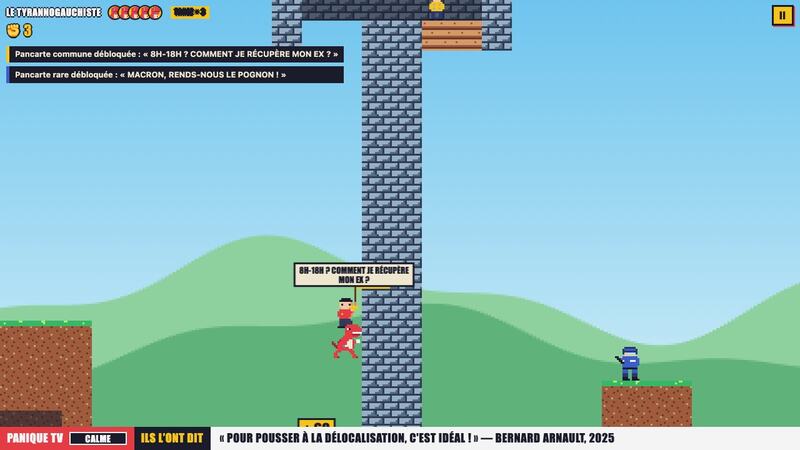 LE TYRANNOGAUCHISTE
3
Pancarte commune débloquée : « 8H-18H ? COMMENT JE RÉCUPÈRE MON EX ? »
Pancarte rare débloquée : « MACRON, RENDS-NOUS LE POGNON ! »
8H-18H ? COMMENT JE RÉCUPÈRE
MON EX ?
PANIQUE TV CALME ILS L'ONT DIT « POUR POUSSER À LA DÉLOCALISATION, C'EST IDÉAL ! » — BERNARD ARNAULT, 2025